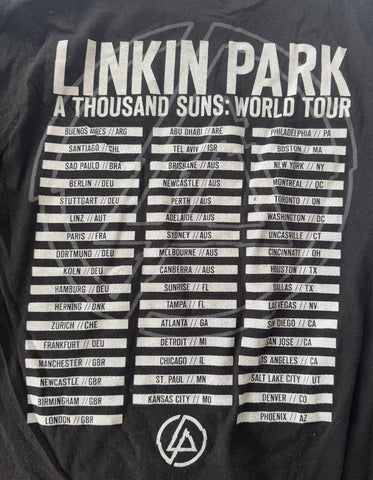 LINKIN PARK
A THOUSAND SUNS: WORLD TOUR
BUENOS AIRES // ARG
SANTIAGO // CHL
SAO PAULO // BRA
BERLIN // DEU
STUTTGART // DEU
LINZ // AUT
PARIS // FRA
DORTMUND // DEU
KOLN // DEU
HAMBURG // DEU
HERNING // DNK
ZURICH // CHE
FRANKFURT // DEU
MANCHESTER // GBR
NEWCASTLE // GBR
BIRMINGHAM // GBR
LONDON // GBR
ABU DHABI // ARE
TEL AVIV // ISR
BRISBANE // AUS
NEWCASTLE // AUS
PERTH // AUS
ADELAIDE // AUS
SYDNEY // AUS
MELBOURNE // AUS
CANBERRA // AUS
SUNRISE // FL
TAMPA // FL
ATLANTA // GA
DETROIT // MI
CHICAGO // IL
ST. PAUL // MN
KANSAS CITY // MO
PHILADELPHIA // PA
BOSTON // MA
NEW YORK // NY
MONTREAL // QC
TORONTO // ON
WASHINGTON // DC
UNCASVILLE // CT
CINCINNATI // OH
HOUSTON // TX
DALLAS // TX
LAS VEGAS // NV
SAN DIEGO // CA
SAN JOSE // CA
LOS ANGELES // CA
SALT LAKE CITY // UT
DENVER // CO
PHOENIX // AZ